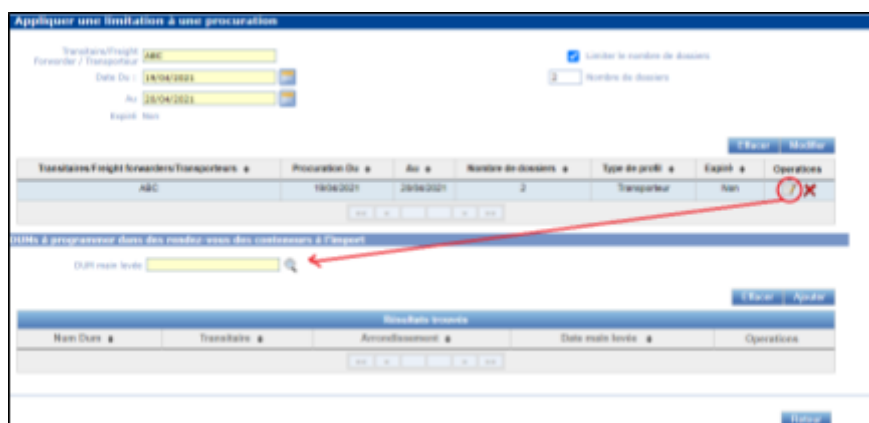 Appliquer une limitation à une procuration
Transitaire/Freight Forwarder / Transporteur ABC
Limiter le nombre de dossiers
Date Du : 19/04/2021
2 Nombre de dossiers
Au 20/04/2021
Expiré Non
Effacer Modifier
Transitaires/Freight forwarders/Transporteurs Procuration Du Au Nombre de dossiers Type de profil Expiré Operations
ABC 19/04/2021 20/04/2021 2 Transporteur Non
<< < > >>
DUMs à programmer dans des rendez-vous des conteneurs à l'import
DUM main levée
Effacer Ajouter
Résultats trouvés
Num Dum Transitaire Arrondissement Date main levée Operations
<< < > >>
Retour